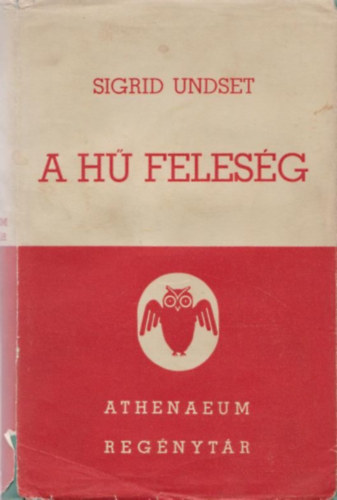 SIGRID UNDSET
A HŰ FELESÉG
ATHENAEUM
REGÉNYTÁR